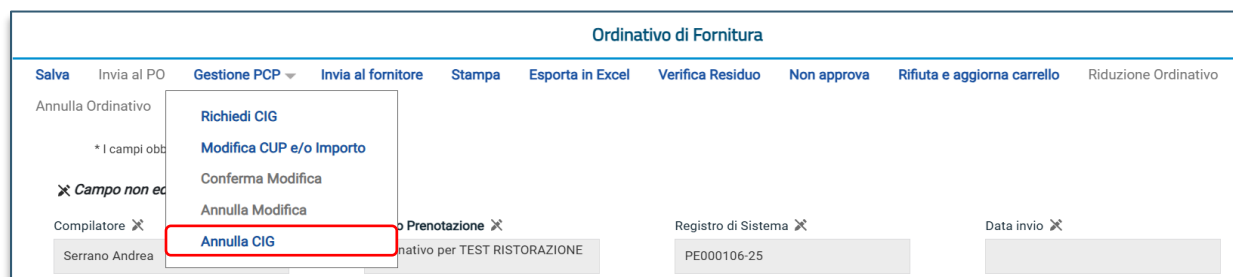 Ordinativo di Fornitura
Salva Invia al PO Gestione PCP Invia al fornitore Stampa Esporta in Excel Verifica Residuo Non approva Rifiuta e aggiorna carrello Riduzione Ordinativo
Annulla Ordinativo
Richiedi CIG
* I campi obb
Modifica CUP e/o Importo
Conferma Modifica
Campo non ed
Annulla Modifica
Compilatore o Prenotazione Registro di Sistema Data invio
Annulla CIG
Serrano Andrea nativo per TEST RISTORAZIONE PE000106-25